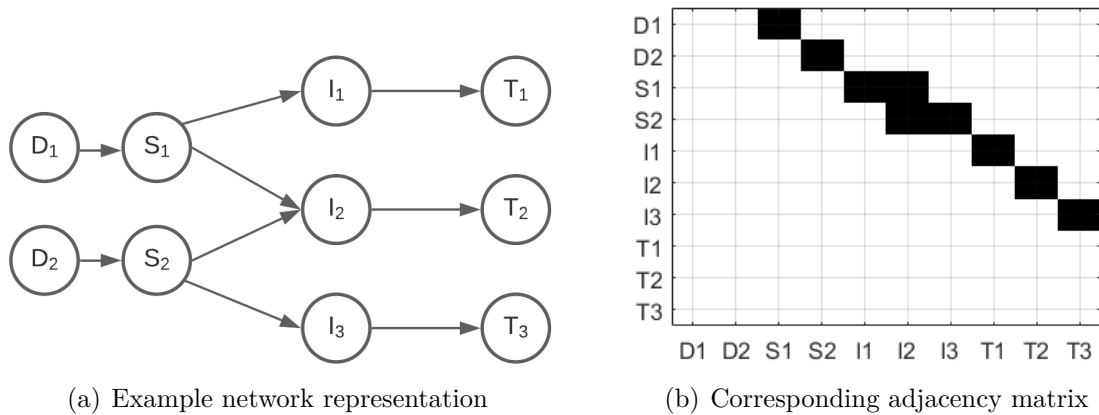 D₁
D₂
S₁
S₂
I₁
I₂
I₃
T₁
T₂
T₃
(a) Example network representation
D1
D2
S1
S2
I1
I2
I3
T1
T2
T3
D1 D2 S1 S2 I1 I2 I3 T1 T2 T3
(b) Corresponding adjacency matrix